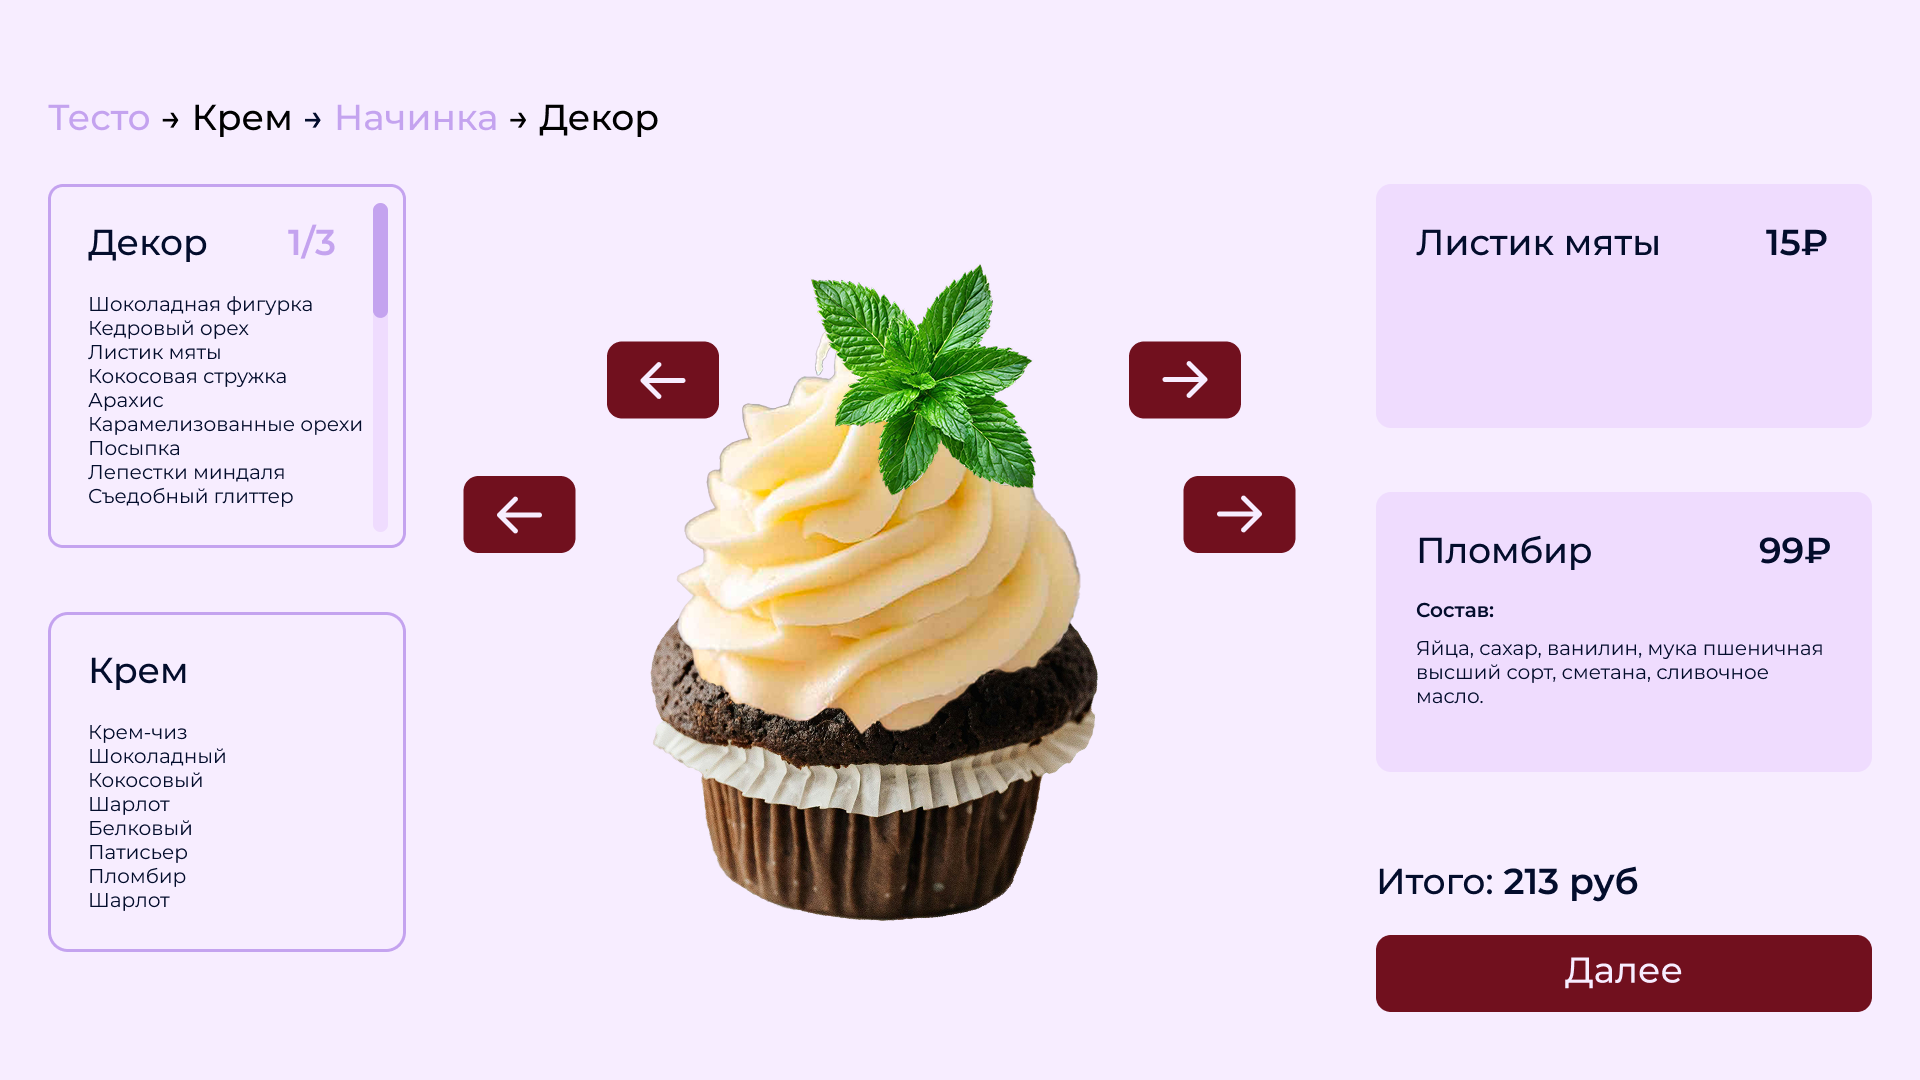 Тесто → Крем → Начинка → Декор
Декор 1/3
Шоколадная фигурка
Кедровый орех
Листик мяты
Кокосовая стружка
Арахис
Карамелизованные орехи
Посыпка
Лепестки миндаля
Съедобный глиттер
Крем
Крем-чиз
Шоколадный
Кокосовый
Шарлот
Белковый
Патисьер
Пломбир
Шарлот
Листик мяты 15₽
Пломбир 99₽
Состав:
Яйца, сахар, ванилин, мука пшеничная
высший сорт, сметана, сливочное
масло.
Итого: 213 руб
Далее